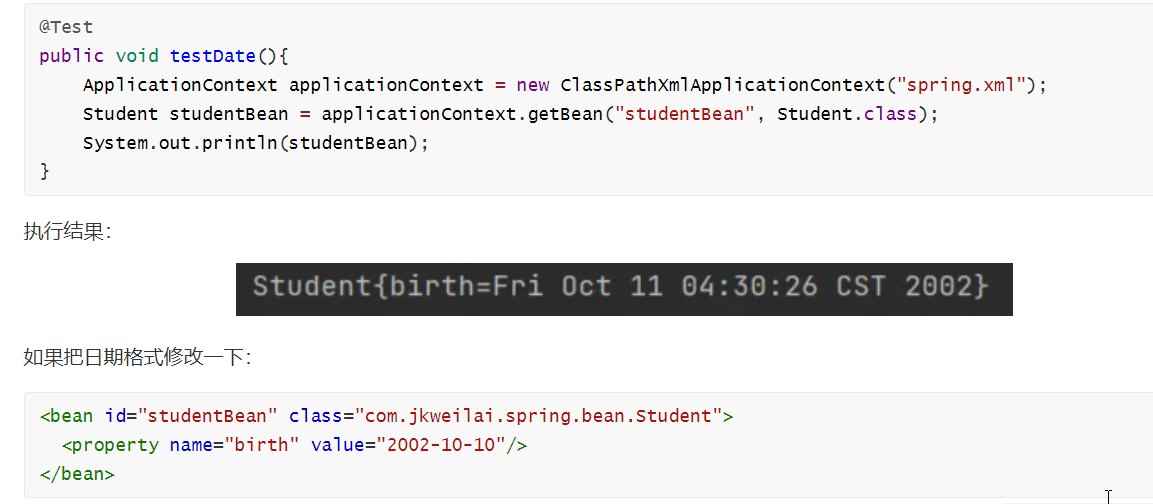 @Test
public void testDate(){
    ApplicationContext applicationContext = new ClassPathXmlApplicationContext("spring.xml");
    Student studentBean = applicationContext.getBean("studentBean", Student.class);
    System.out.println(studentBean);
}
执行结果：
Student{birth=Fri Oct 11 04:30:26 CST 2002}
如果把日期格式修改一下：
<bean id="studentBean" class="com.jkweilai.spring.bean.Student">
  <property name="birth" value="2002-10-10"/>
</bean>